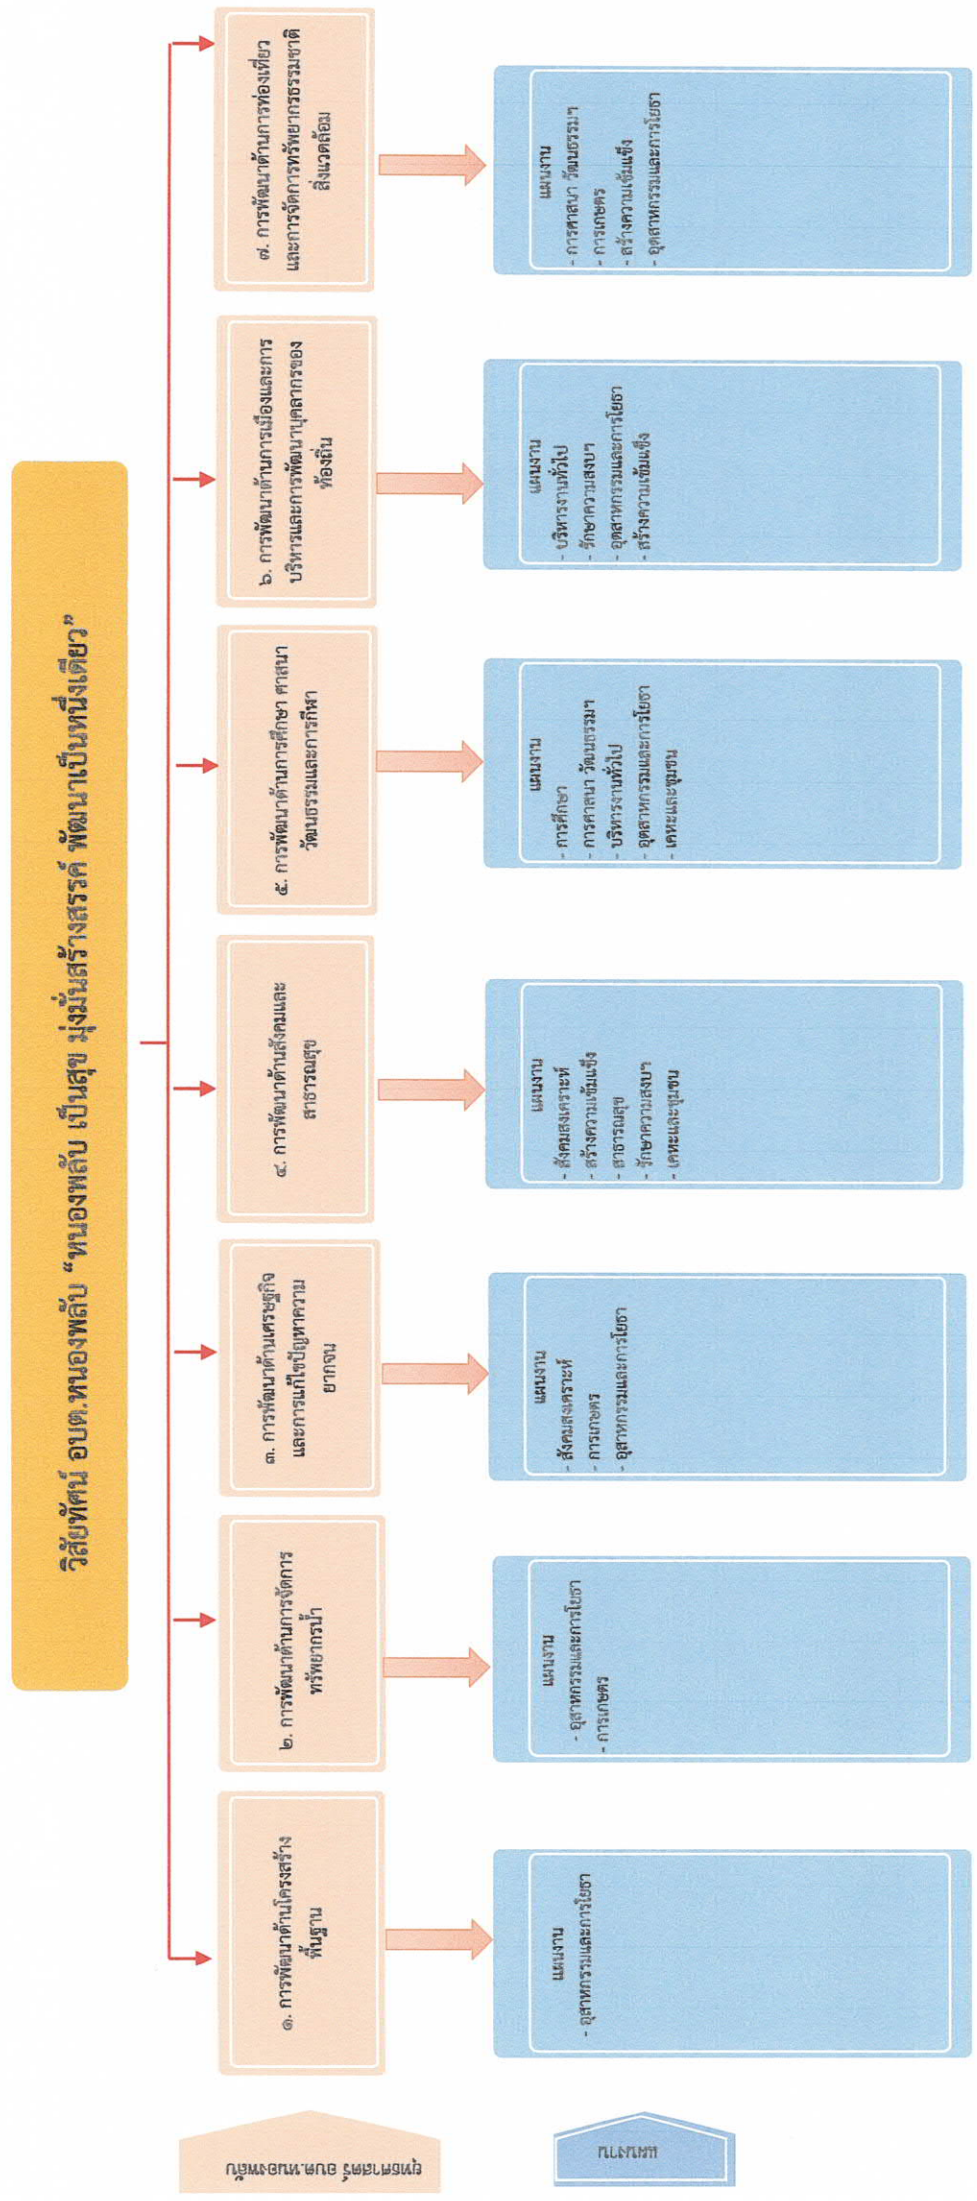 วิสัยทัศน์ อบต.หนองพลับ “หนองพลับ เป็นสุข มุ่งมั่นสร้างสรรค์ พัฒนาเป็นหนึ่งเดียว”
ยุทธศาสตร์ อบต.หนองพลับ
๑. การพัฒนาด้านโครงสร้าง
พื้นฐาน
๒. การพัฒนาด้านการจัดการ
ทรัพยากรน้ำ
๓. การพัฒนาด้านเศรษฐกิจ
และการแก้ไขปัญหาความ
ยากจน
๔. การพัฒนาด้านสังคมและ
สาธารณสุข
๕. การพัฒนาด้านการศึกษา ศาสนา
วัฒนธรรมและการกีฬา
๖. การพัฒนาด้านการเมืองและการ
บริหารและการพัฒนาบุคลากรของ
ท้องถิ่น
๗. การพัฒนาด้านการท่องเที่ยว
และการจัดการทรัพยากรธรรมชาติ
สิ่งแวดล้อม
แผนงาน
แผนงาน
- อุสาหกรรมและการโยธา
แผนงาน
- อุสาหกรรมและการโยธา
- การเกษตร
แผนงาน
- สังคมสงเคราะห์
- การเกษตร
- อุสาหกรรมและการโยธา
แผนงาน
- สังคมสงเคราะห์
- สร้างความเข้มแข็ง
- สาธารณสุข
- รักษาความสงบฯ
- เคหะและชุมชน
แผนงาน
- การศึกษา
- การศาสนา วัฒนธรรมฯ
- บริหารงานทั่วไป
- อุตสาหกรรมและการโยธา
- เคหะและชุมชน
แผนงาน
- บริหารงานทั่วไป
- รักษาความสงบฯ
- อุตสาหกรรมและการโยธา
- สร้างความเข้มแข็ง
แผนงาน
- การศาสนา วัฒนธรรมฯ
- การเกษตร
- สร้างความเข้มแข็ง
- อุตสาหกรรมและการโยธา